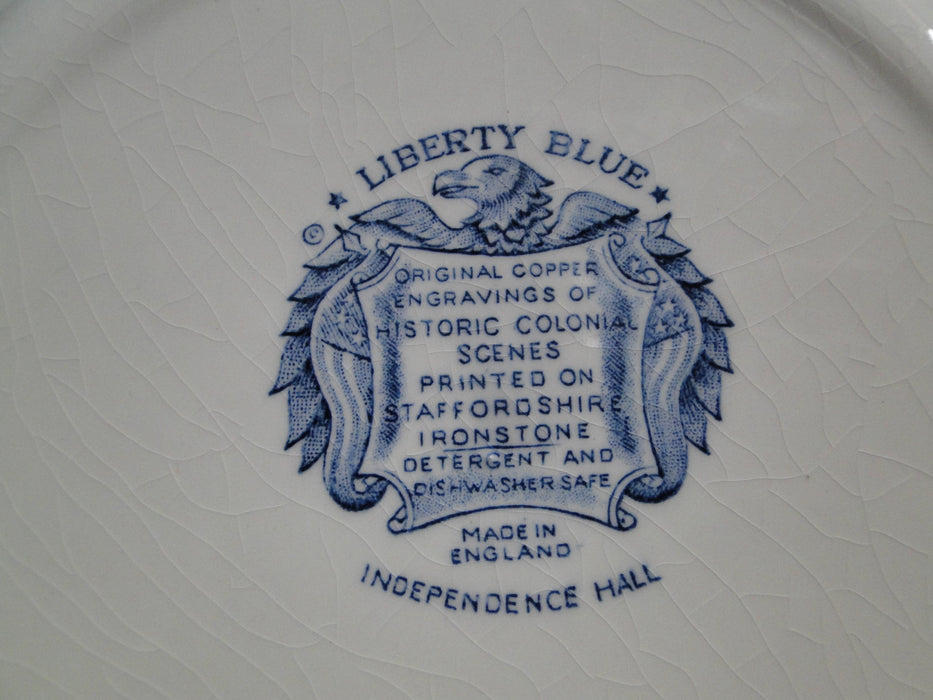 LIBERTY BLUE
©
ORIGINAL COPPER
ENGRAVINGS OF
HISTORIC COLONIAL
SCENES
PRINTED ON
STAFFORDSHIRE
IRONSTONE
DETERGENT AND
DISHWASHER SAFE
MADE IN
ENGLAND
INDEPENDENCE HALL